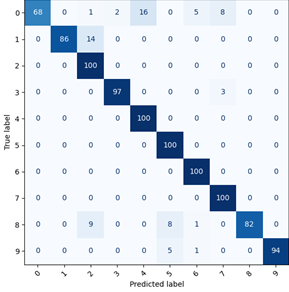 0 68 0 1 2 16 0 5 8 0 0
1 0 86 14 0 0 0 0 0 0 0
2 0 0 100 0 0 0 0 0 0 0
3 0 0 0 97 0 0 0 3 0 0
4 0 0 0 0 100 0 0 0 0 0
5 0 0 0 0 0 100 0 0 0 0
6 0 0 0 0 0 0 100 0 0 0
7 0 0 0 0 0 0 0 100 0 0
8 0 0 9 0 0 8 1 0 82 0
9 0 0 0 0 0 5 1 0 0 94
0 1 2 3 4 5 6 7 8 9
True label
Predicted label